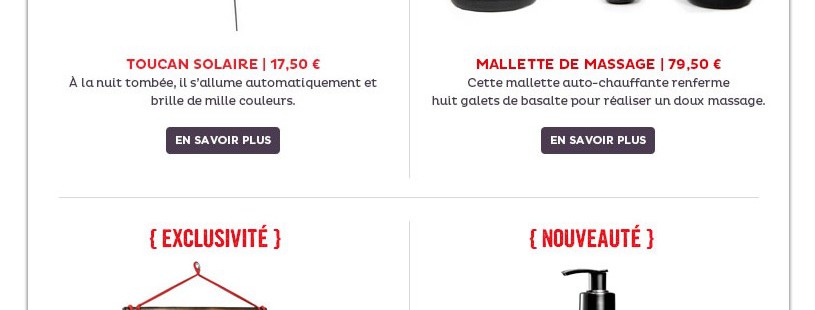 TOUCAN SOLAIRE | 17,50 €
À la nuit tombée, il s'allume automatiquement et
brille de mille couleurs.
EN SAVOIR PLUS
MALLETTE DE MASSAGE | 79,50 €
Cette mallette auto-chauffante renferme
huit galets de basalte pour réaliser un doux massage.
EN SAVOIR PLUS
{ EXCLUSIVITÉ }
{ NOUVEAUTÉ }